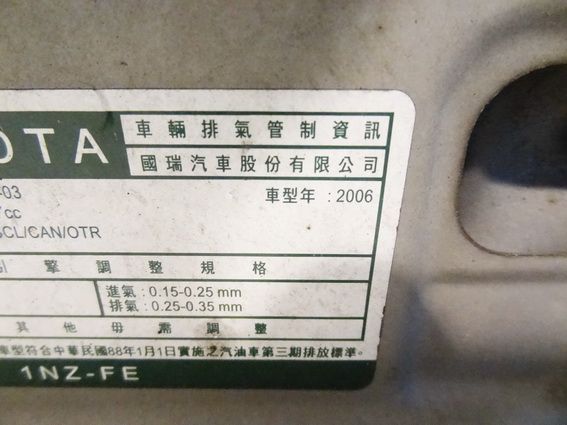 OTA
車輛排氣管制資訊
國瑞汽車股份有限公司
-03
車型年 : 2006
cc
CL/CAN/OTR
引擎調整規格
進氣 : 0.15-0.25 mm
排氣 : 0.25-0.35 mm
其他毋需調整
車型符合中華民國88年1月1日實施之汽油車第三期排放標準。
1NZ-FE